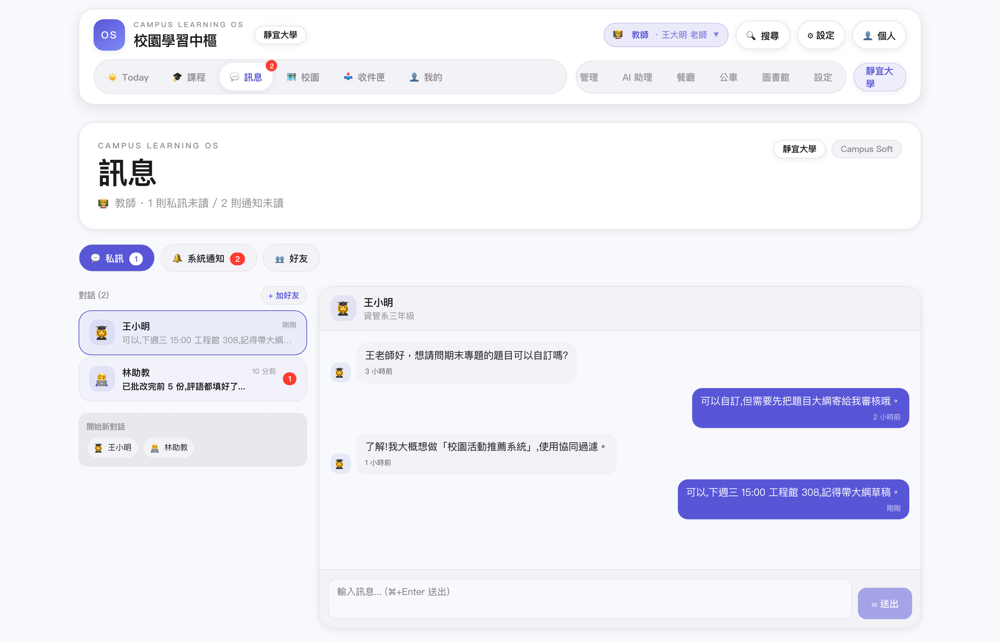 OS
CAMPUS LEARNING OS
校園學習中樞
靜宜大學
教師 · 王大明 老師 ▼
搜尋
設定
個人
Today
課程
訊息
2
校園
收件匣
我的
管理
AI 助理
餐廳
公車
圖書館
設定
靜宜大
學
CAMPUS LEARNING OS
訊息
教師 · 1 則私訊未讀 / 2 則通知未讀
靜宜大學
Campus Soft
私訊 1
系統通知 2
好友
對話 (2)
+ 加好友
王小明
剛剛
可以,下週三 15:00 工程館 308,記得帶大綱...
林助教
10 分前
已批改完前 5 份,評語都填好了...
1
開始新對話
王小明
林助教
王小明
資管系三年級
王老師好，想請問期末專題的題目可以自訂嗎?
3 小時前
可以自訂,但需要先把題目大綱寄給我審核哦。
2 小時前
了解!我大概想做「校園活動推薦系統」,使用協同過濾。
1 小時前
可以,下週三 15:00 工程館 308,記得帶大綱草稿。
剛剛
輸入訊息... (⌘+Enter 送出)
送出